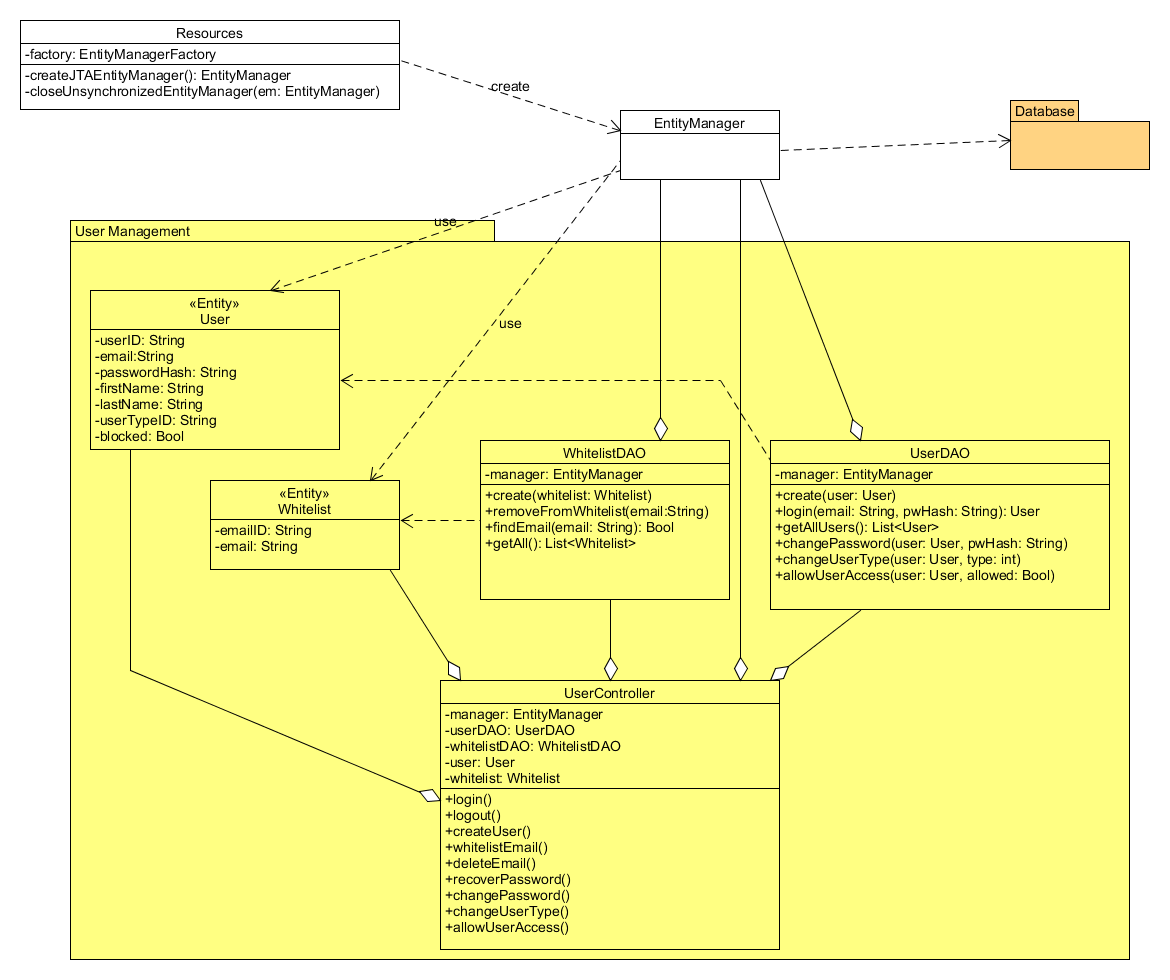 Resources
-factory: EntityManagerFactory
-createJTAEntityManager(): EntityManager
-closeUnsynchronizedEntityManager(em: EntityManager)
create
EntityManager
Database
use
User Management
«Entity»
User
-userID: String
-email:String
-passwordHash: String
-firstName: String
-lastName: String
-userTypeID: String
-blocked: Bool
use
«Entity»
Whitelist
-emailID: String
-email: String
WhitelistDAO
-manager: EntityManager
+create(whitelist: Whitelist)
+removeFromWhitelist(email:String)
+findEmail(email: String): Bool
+getAll(): List<Whitelist>
UserDAO
-manager: EntityManager
+create(user: User)
+login(email: String, pwHash: String): User
+getAllUsers(): List<User>
+changePassword(user: User, pwHash: String)
+changeUserType(user: User, type: int)
+allowUserAccess(user: User, allowed: Bool)
UserController
-manager: EntityManager
-userDAO: UserDAO
-whitelistDAO: WhitelistDAO
-user: User
-whitelist: Whitelist
+login()
+logout()
+createUser()
+whitelistEmail()
+deleteEmail()
+recoverPassword()
+changePassword()
+changeUserType()
+allowUserAccess()